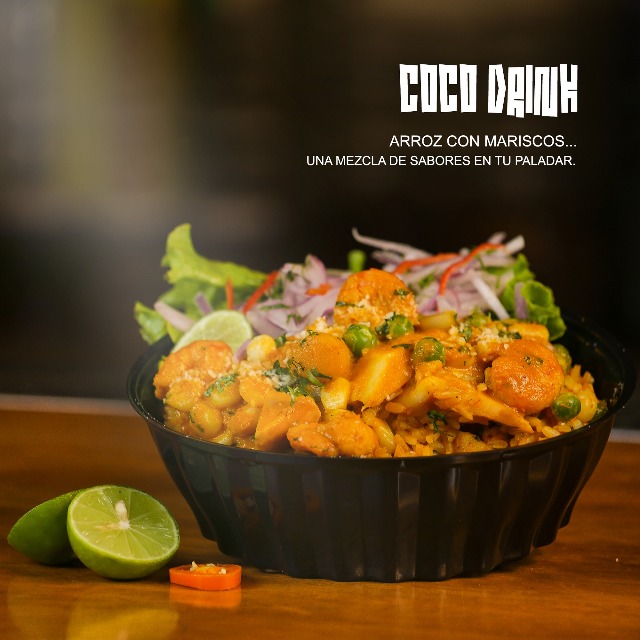 COCO DRINK
ARROZ CON MARISCOS...
UNA MEZCLA DE SABORES EN TU PALADAR.